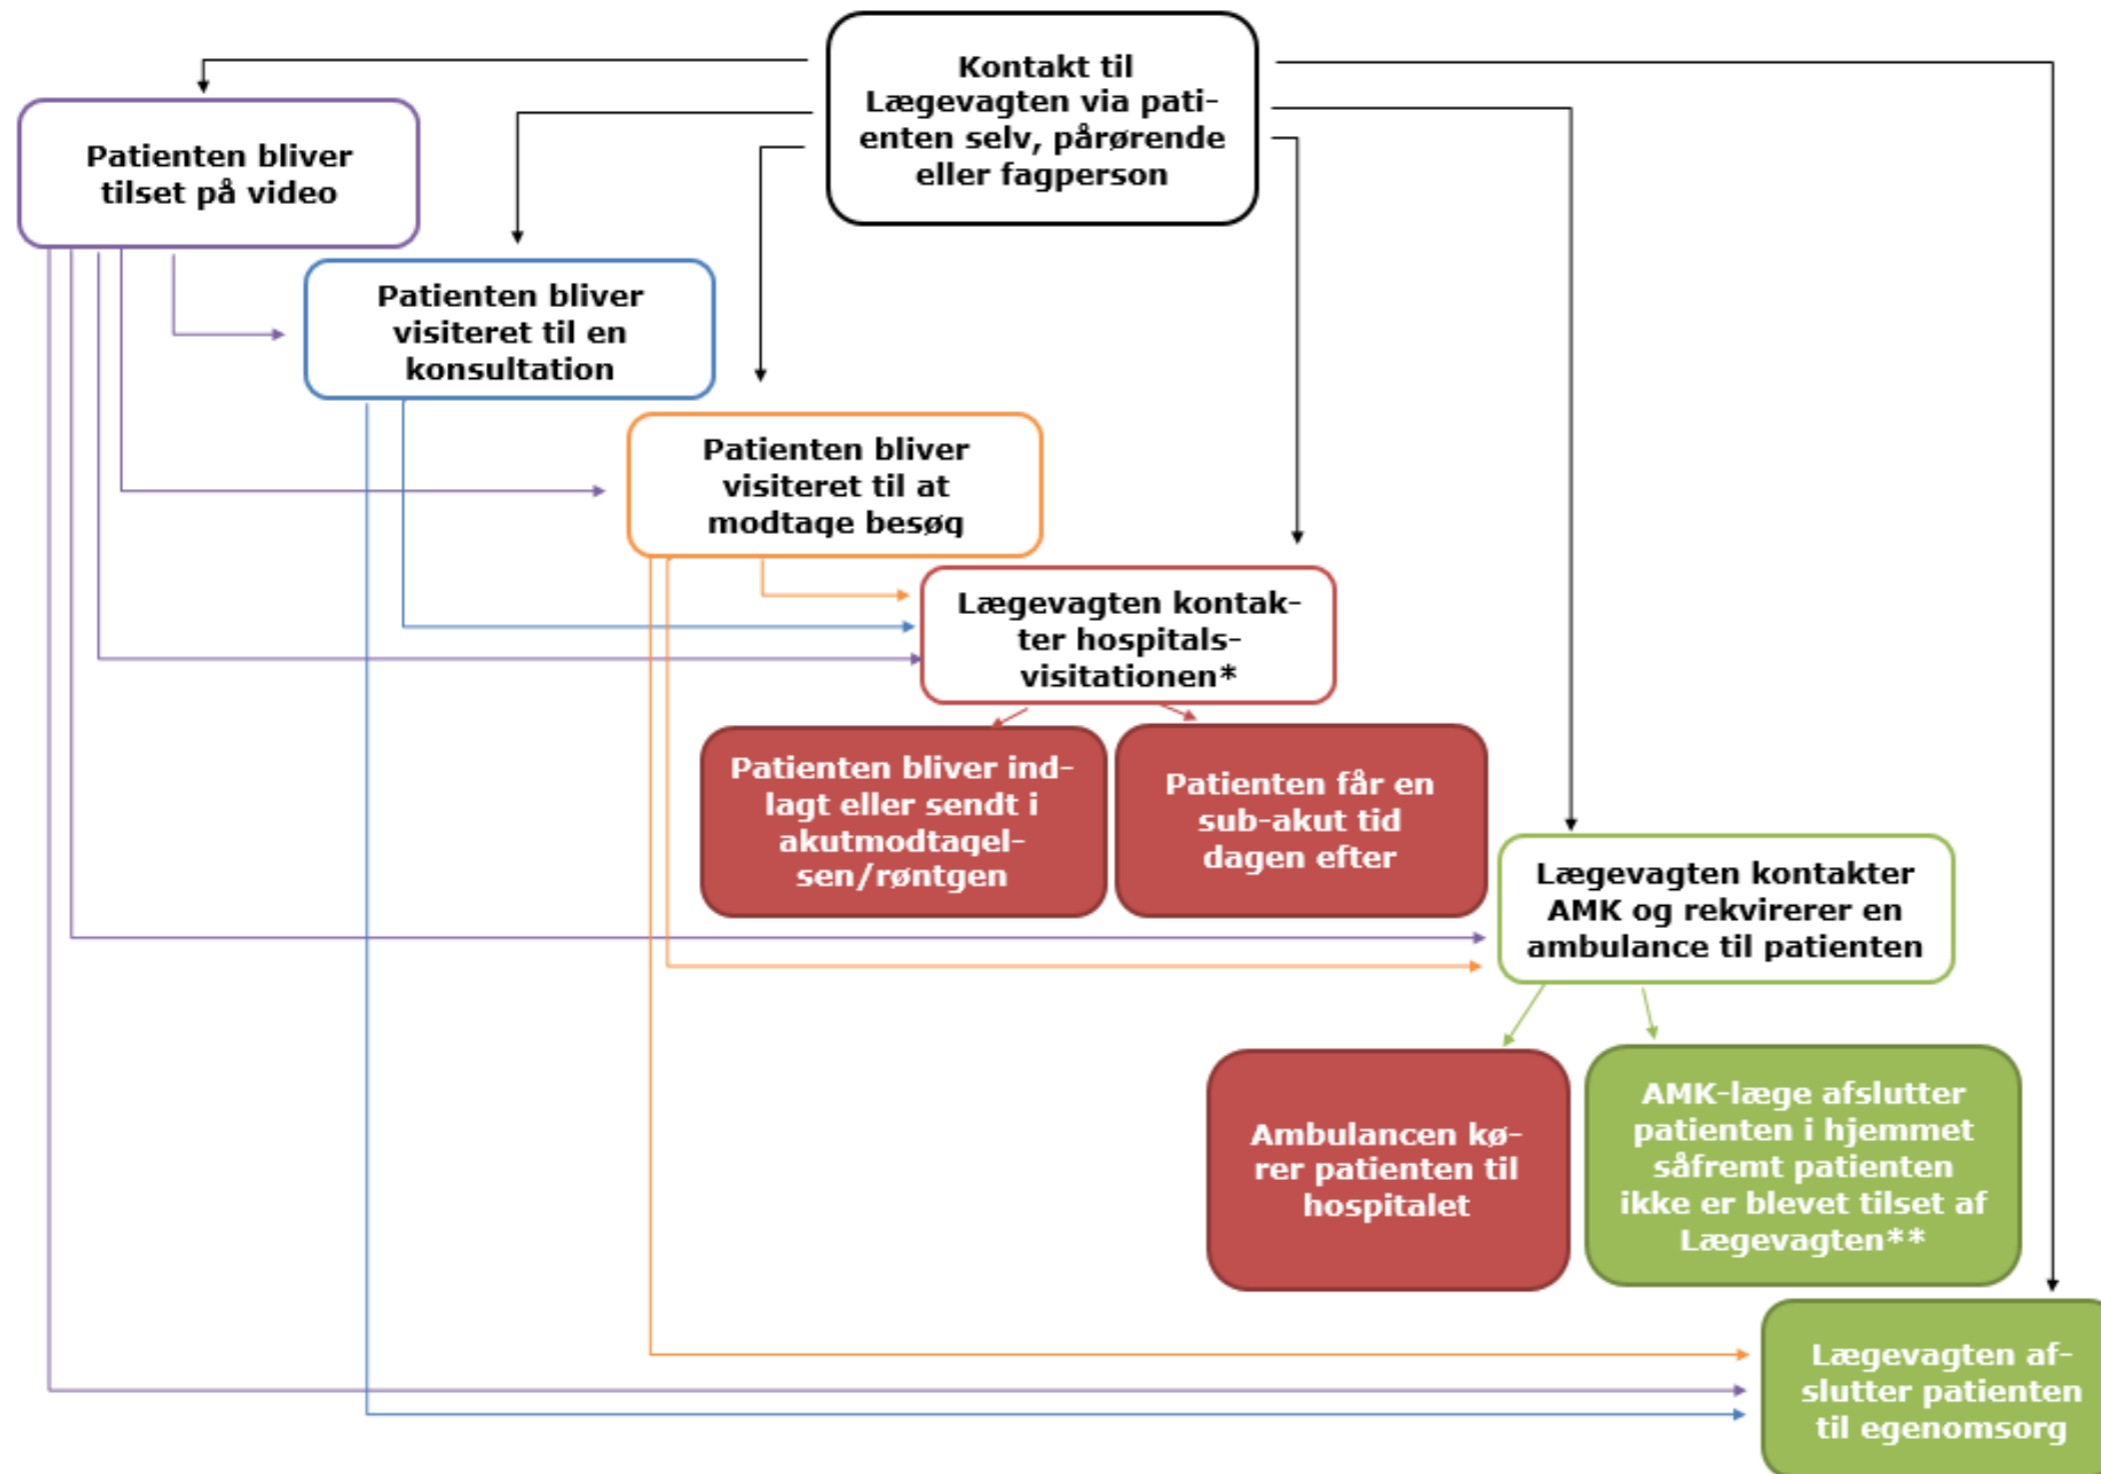 Kontakt til
Lægevagten via pati-
enten selv, pårørende
eller fagperson
Patienten bliver
tilset på video
Patienten bliver
visiteret til en
konsultation
Patienten bliver
visiteret til at
modtage besøg
Lægevagten kontak-
ter hospitals-
visitationen*
Patienten bliver ind-
lagt eller sendt i
akutmodtagel-
sen/røntgen
Patienten får en
sub-akut tid
dagen efter
Lægevagten kontakter
AMK og rekvirerer en
ambulance til patienten
Ambulancen kø-
rer patienten til
hospitalet
AMK-læge afslutter
patienten i hjemmet
såfremt patienten
ikke er blevet tilset af
Lægevagten**
Lægevagten af-
slutter patienten
til egenomsorg